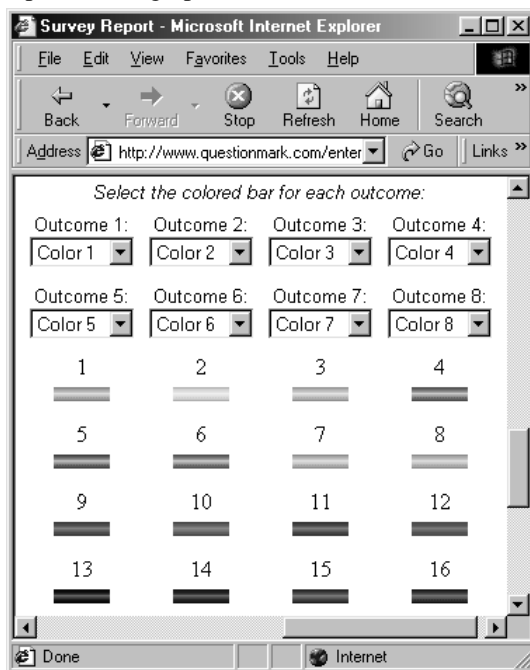 Survey Report - Microsoft Internet Explorer
File Edit View Favorites Tools Help
Back Forward Stop Refresh Home Search »
Address http://www.questionmark.com/enter Go Links »
Select the colored bar for each outcome:
Outcome 1: Outcome 2: Outcome 3: Outcome 4:
Color 1 Color 2 Color 3 Color 4
Outcome 5: Outcome 6: Outcome 7: Outcome 8:
Color 5 Color 6 Color 7 Color 8
1 2 3 4
5 6 7 8
9 10 11 12
13 14 15 16
Done Internet